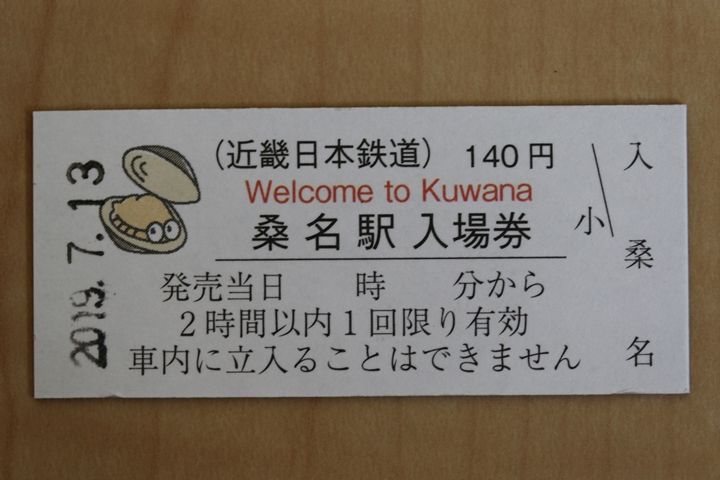 2019.7.13
(近畿日本鉄道) 140円
Welcome to Kuwana
桑名駅入場券
発売当日 時 分から
2時間以内1回限り有効
車内に立入ることはできません
小
入桑名